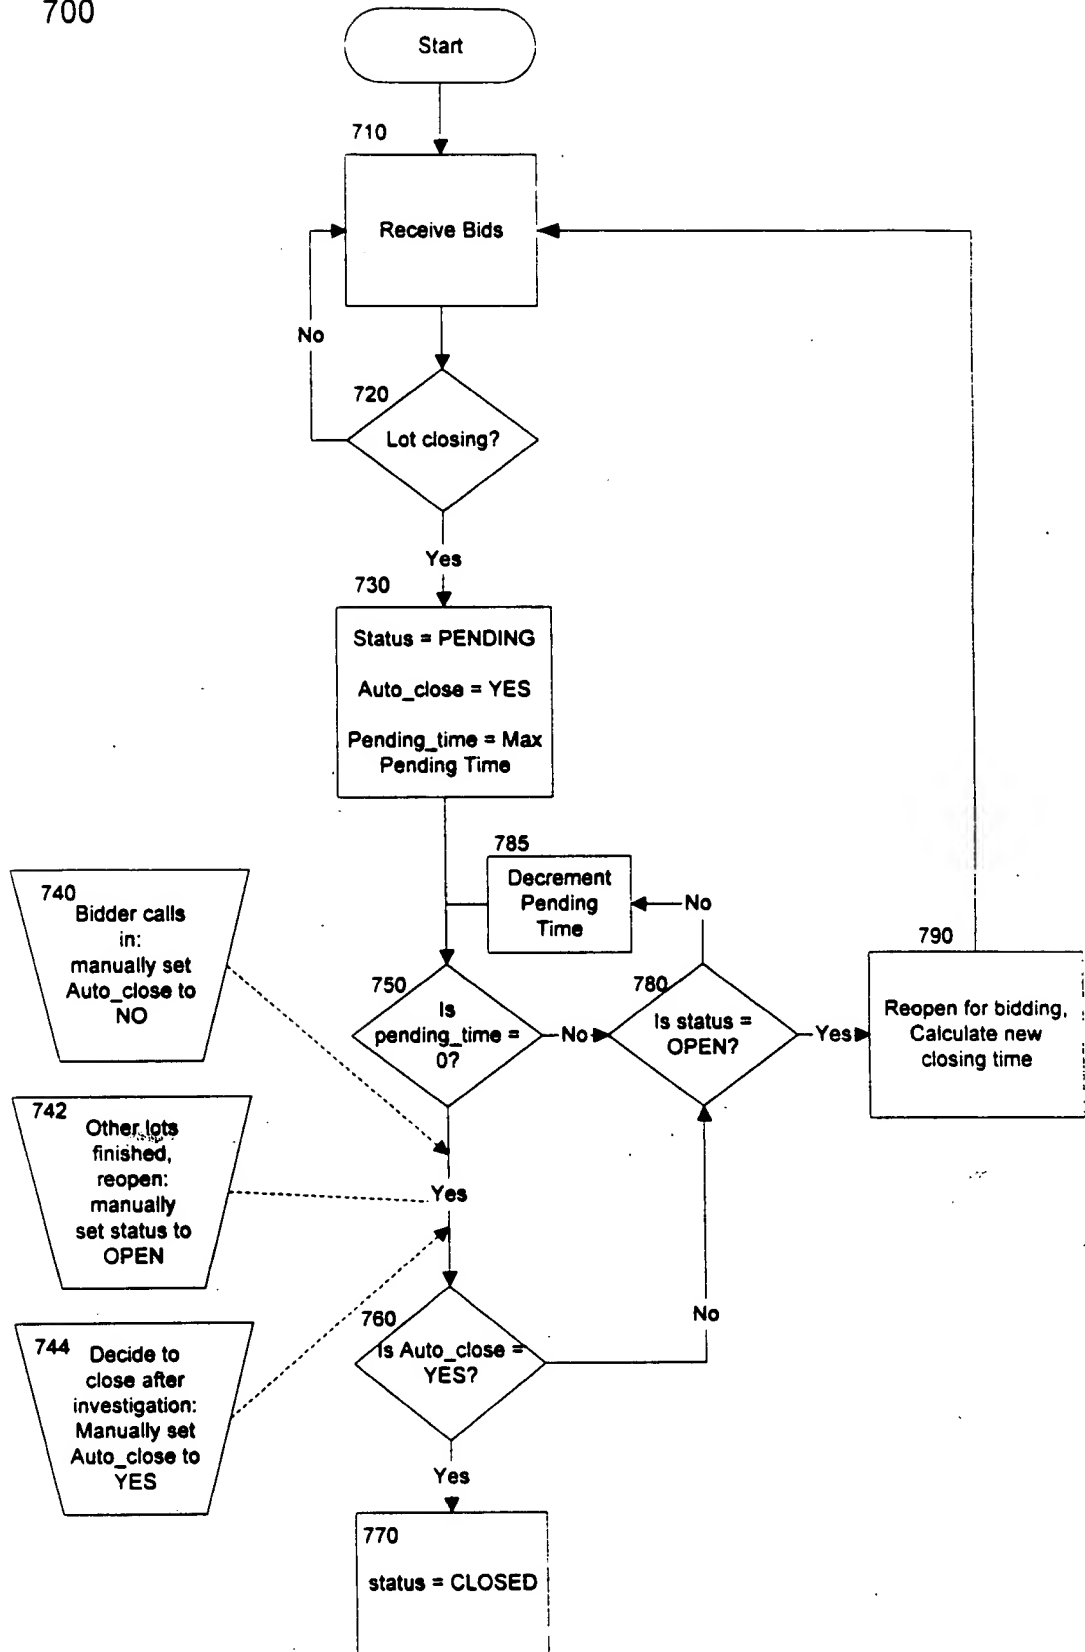 700
Start
710
Receive Bids
No
720
Lot closing?
Yes
730
Status = PENDING
Auto_close = YES
Pending_time = Max
Pending Time
785
Decrement
Pending
Time
No
740
Bidder calls
in:
manually set
Auto_close to
NO
750
Is
pending_time =
0?
No
780
Is status =
OPEN?
Yes
790
Reopen for bidding,
Calculate new
closing time
742
Other lots
finished,
reopen:
manually
set status to
OPEN
Yes
744
Decide to
close after
investigation:
Manually set
Auto_close to
YES
760
Is Auto_close =
YES?
No
Yes
770
status = CLOSED